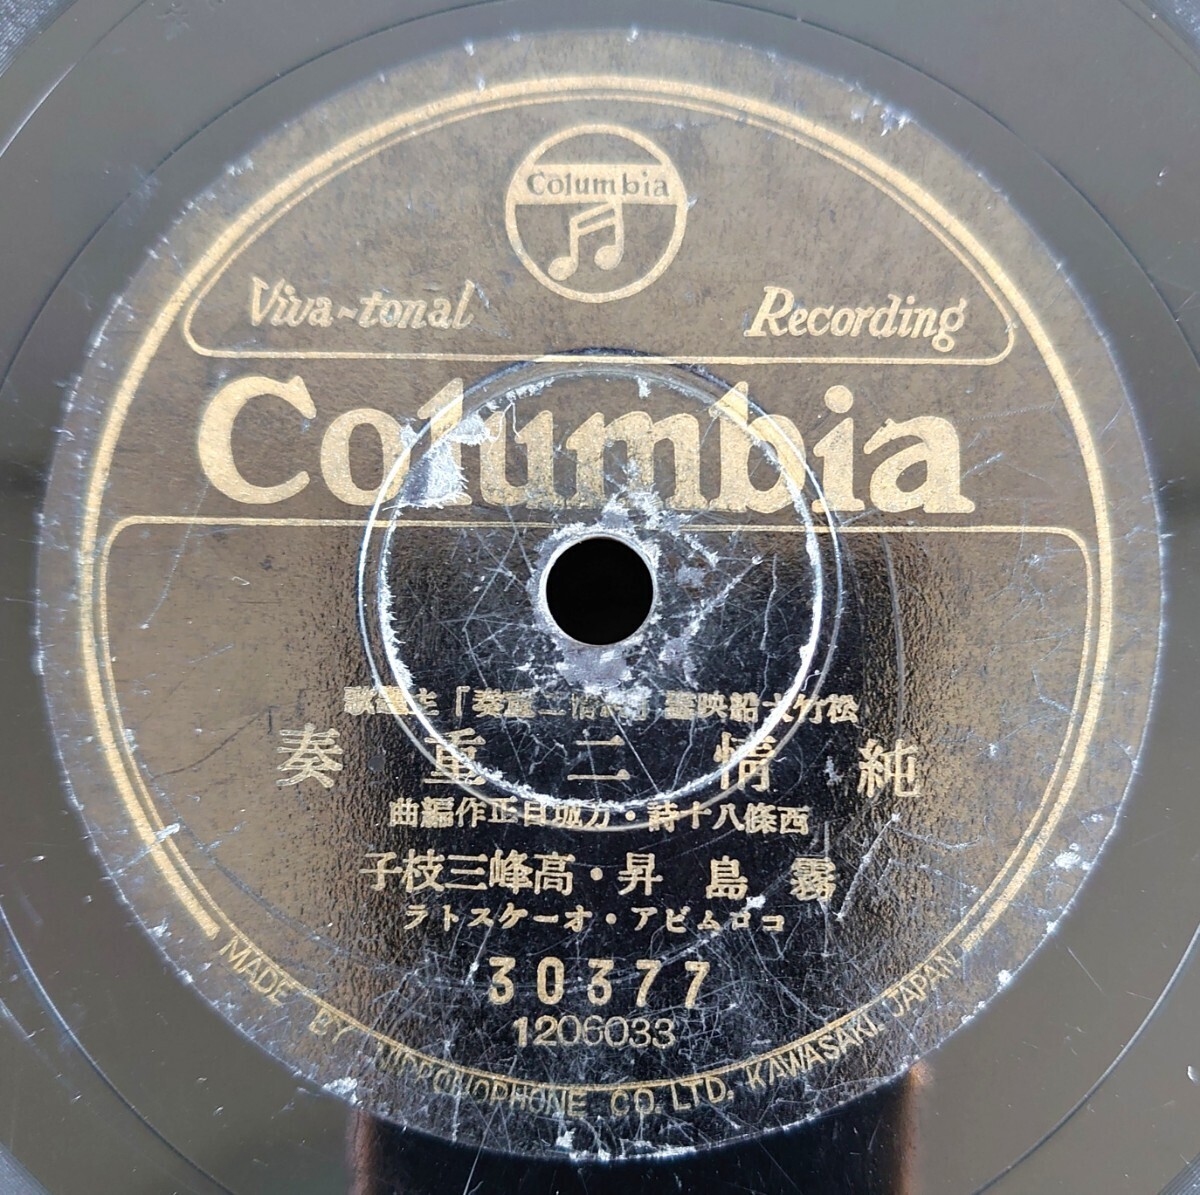 Columbia
Viva-tonal Recording
Columbia
松竹大船映畫「純情二重奏」主題歌
純情二重奏
西條八十詩・万城目正作編曲
霧島昇・高峰三枝子
コロムビア・オーケストラ
30377
1206033
MADE BY NIPPONOPHONE CO. LTD. KAWASAKI. JAPAN